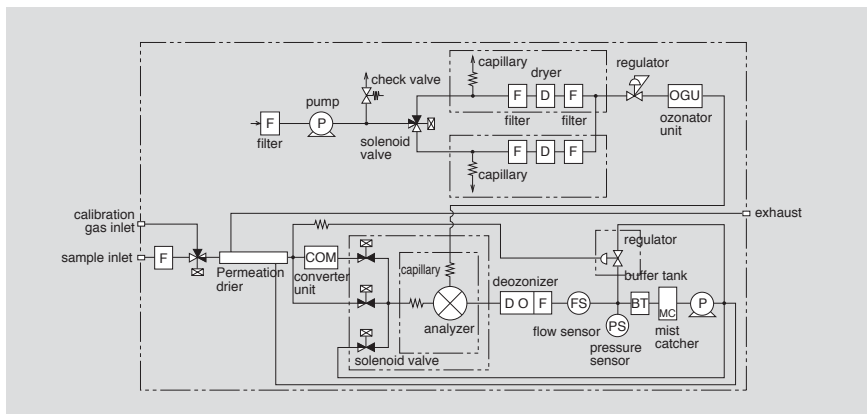 capillary
dryer
regulator
check valve
pump
F
D
F
OGU
F
P
filter
filter
ozonator
unit
filter
solenoid
valve
F
D
F
capillary
calibration
gas inlet
exhaust
regulator
sample inlet
F
COM
capillary
Permeation
drier
converter
unit
deozonizer
buffer tank
D O
F
FS
BT
MC
P
analyzer
flow sensor
PS
mist
catcher
solenoid valve
pressure
sensor